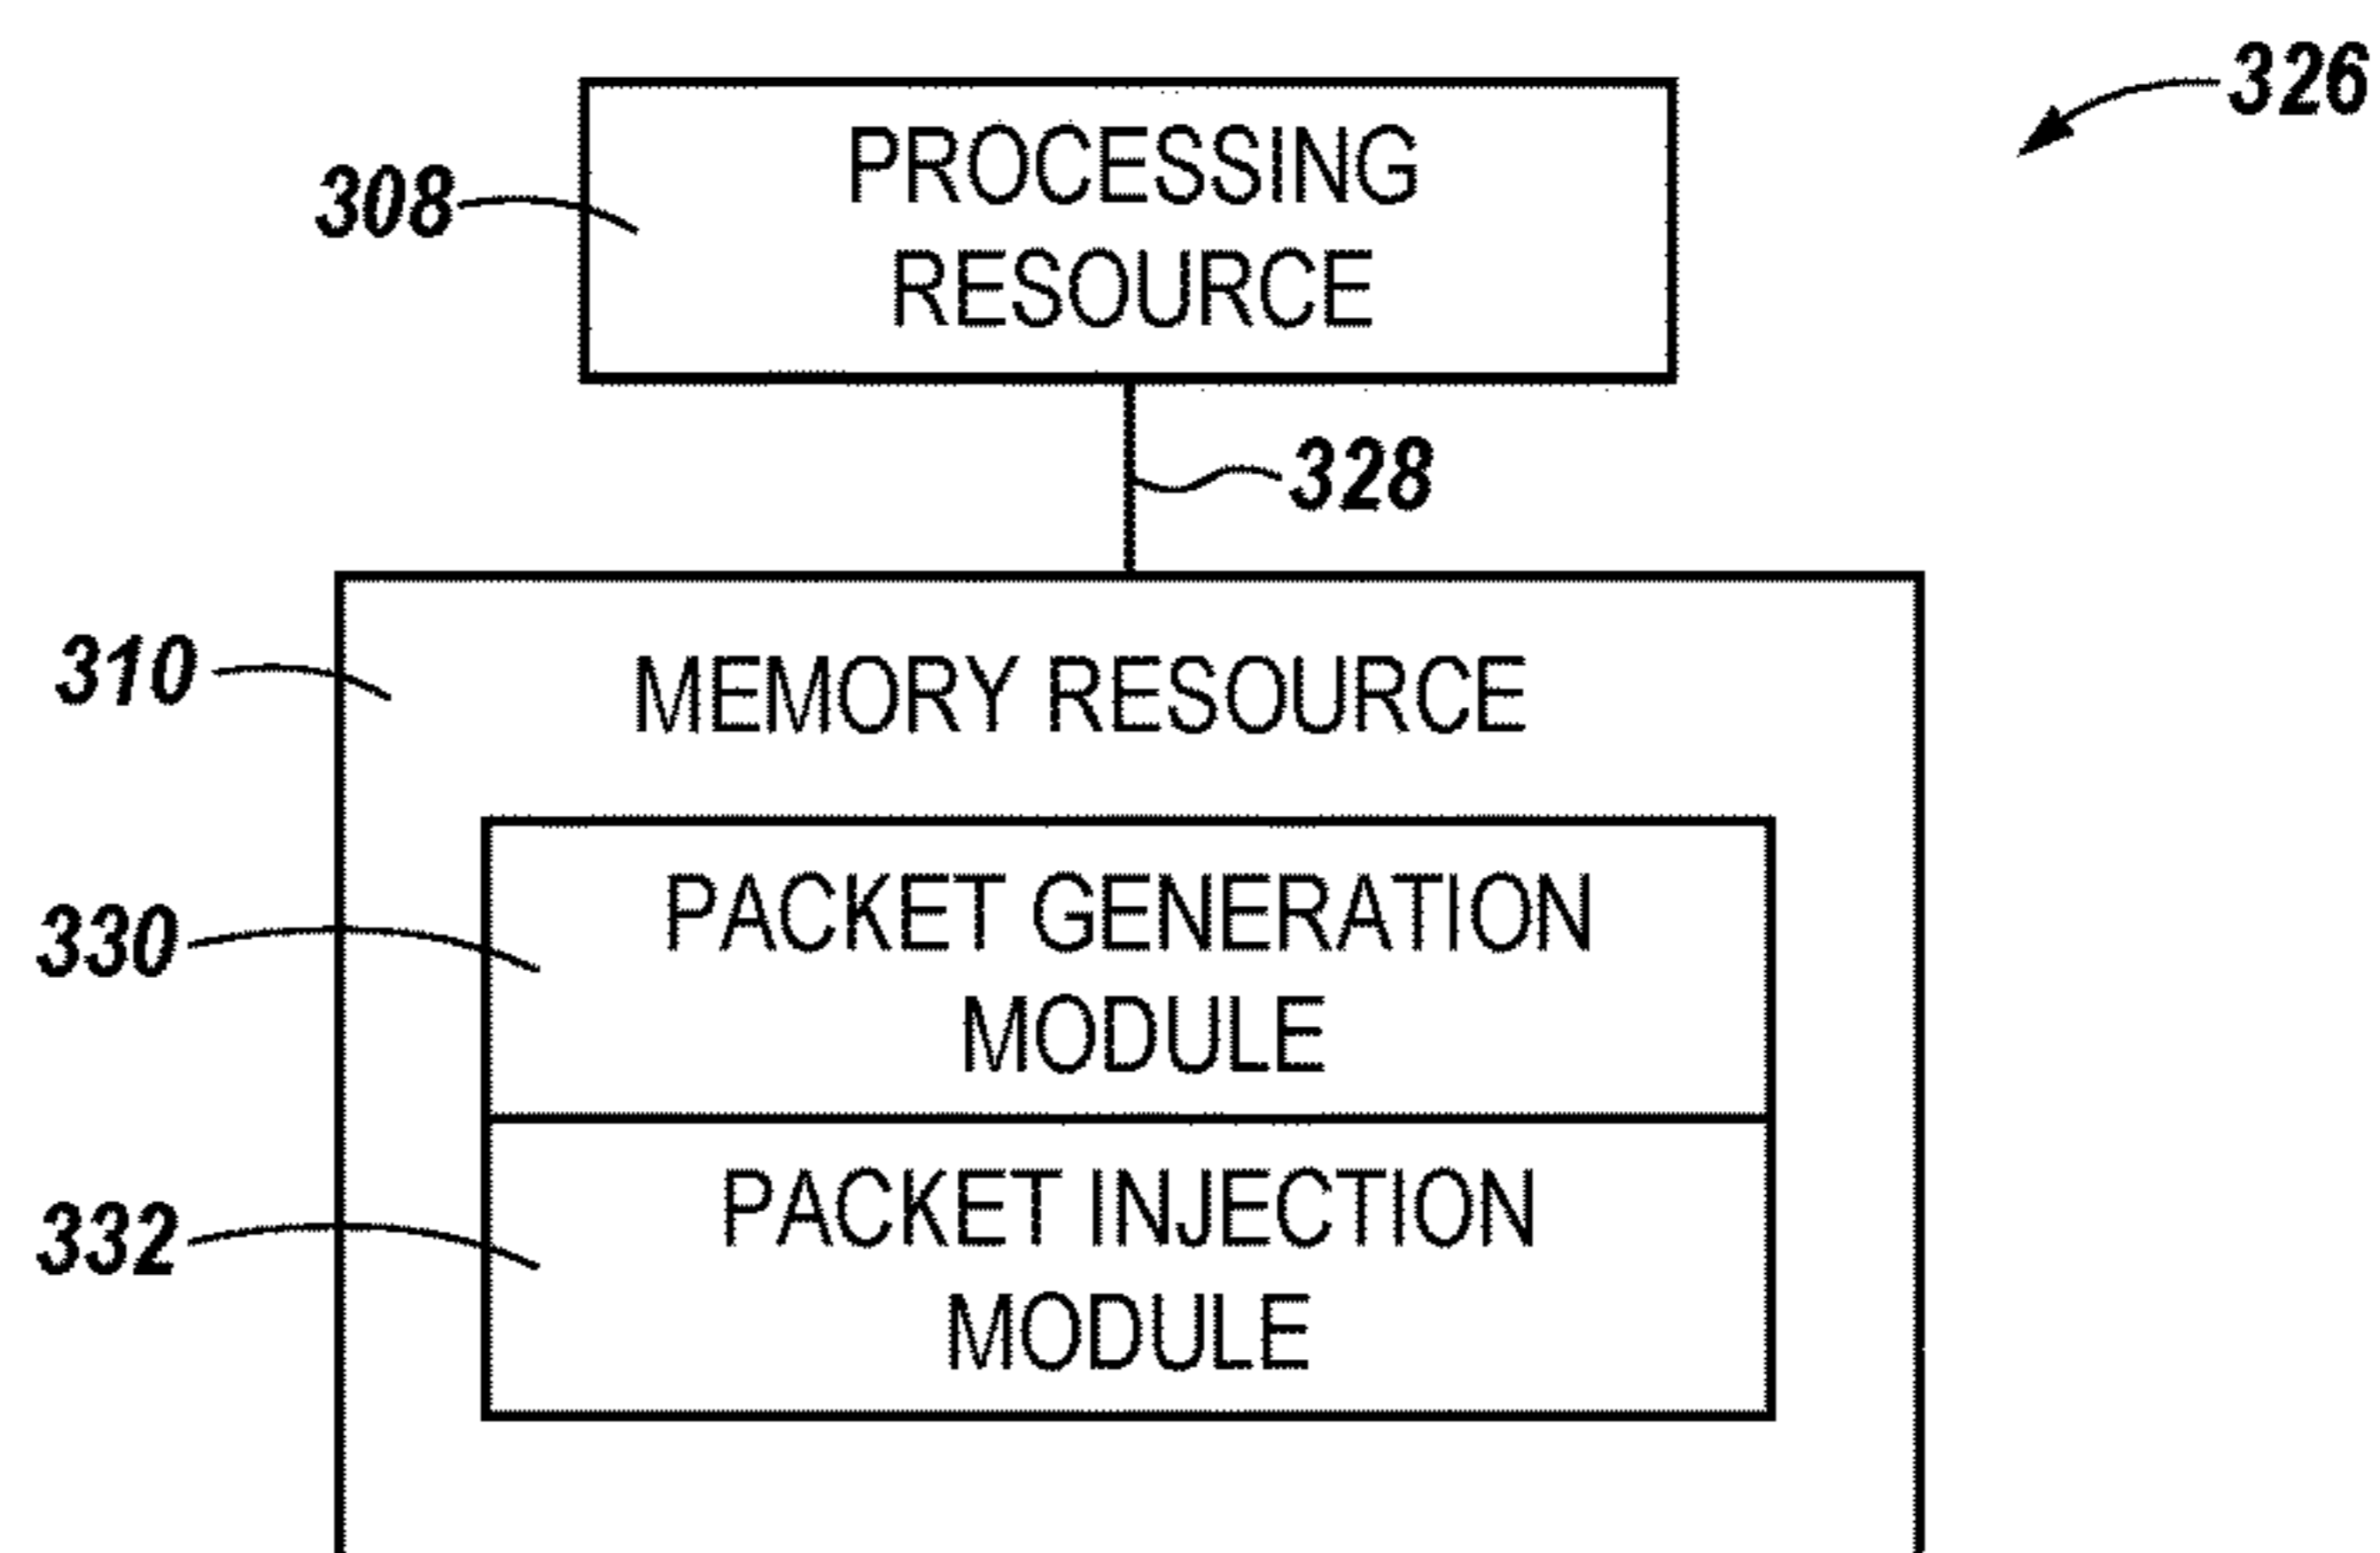 326
PROCESSING
308
RESOURCE
328
310
MEMORY RESOURCE
330
PACKET GENERATION
MODULE
332
PACKET INJECTION
MODULE